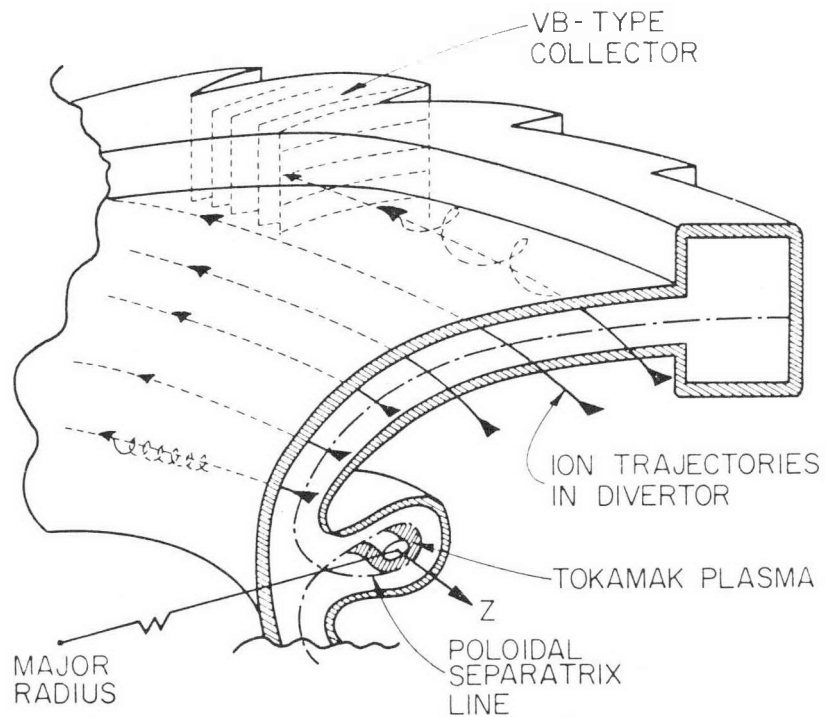 VB-TYPE
COLLECTOR
ION TRAJECTORIES
IN DIVERTOR
TOKAMAK PLASMA
Z
POLOIDAL
SEPARATRIX
LINE
MAJOR
RADIUS